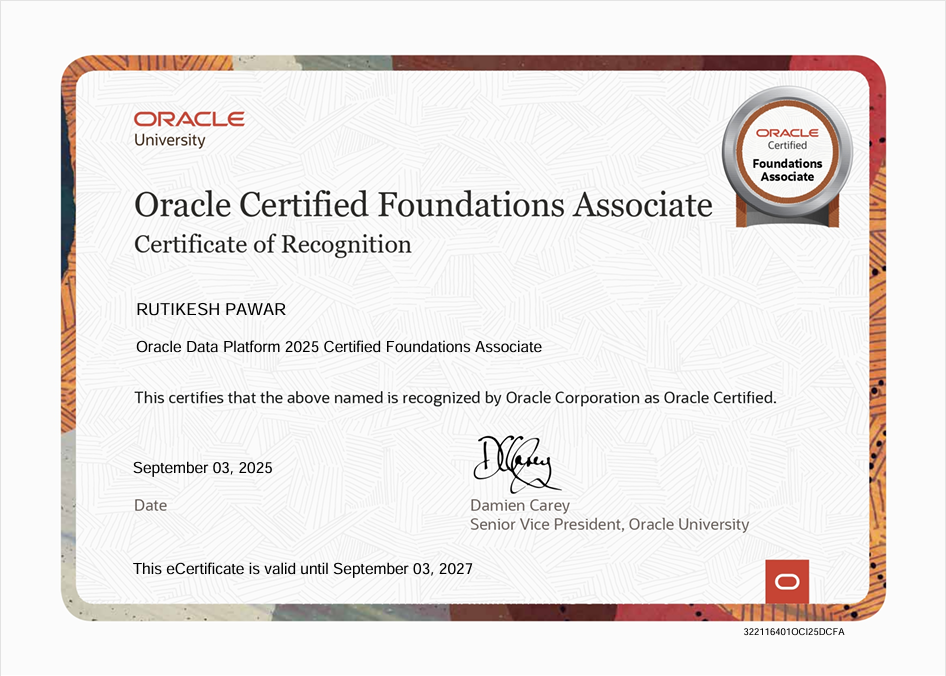 ORACLE
University
ORACLE
Certified
Foundations
Associate
Oracle Certified Foundations Associate
Certificate of Recognition
RUTIKESH PAWAR
Oracle Data Platform 2025 Certified Foundations Associate
This certifies that the above named is recognized by Oracle Corporation as Oracle Certified.
DCarey
September 03, 2025
Date
Damien Carey
Senior Vice President, Oracle University
This eCertificate is valid until September 03, 2027
322116401OCI25DCFA